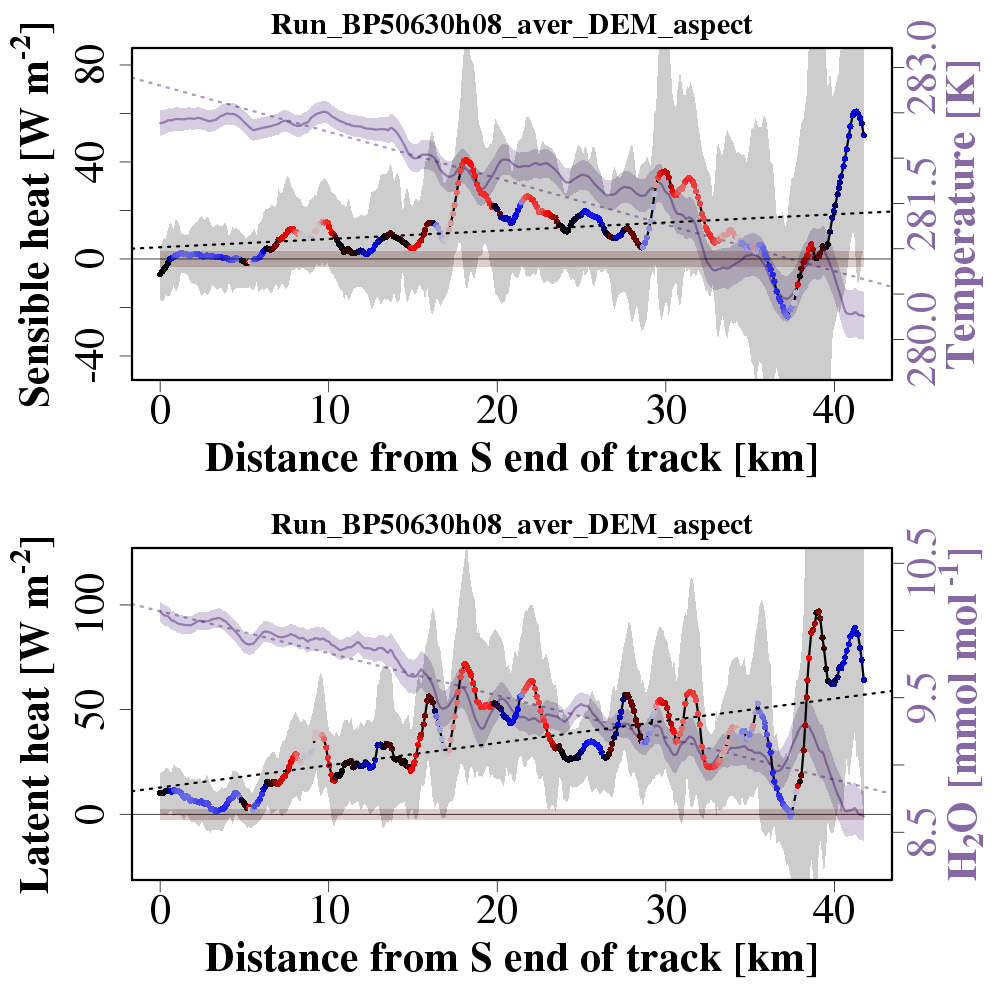 Run_BP50630h08_aver_DEM_aspect
Sensible heat [W m⁻²]
80
40
0
-40
283.0
281.5
280.0
Temperature [K]
0 10 20 30 40
Distance from S end of track [km]
Run_BP50630h08_aver_DEM_aspect
Latent heat [W m⁻²]
100
50
0
10.5
9.5
8.5
H₂O [mmol mol⁻¹]
0 10 20 30 40
Distance from S end of track [km]